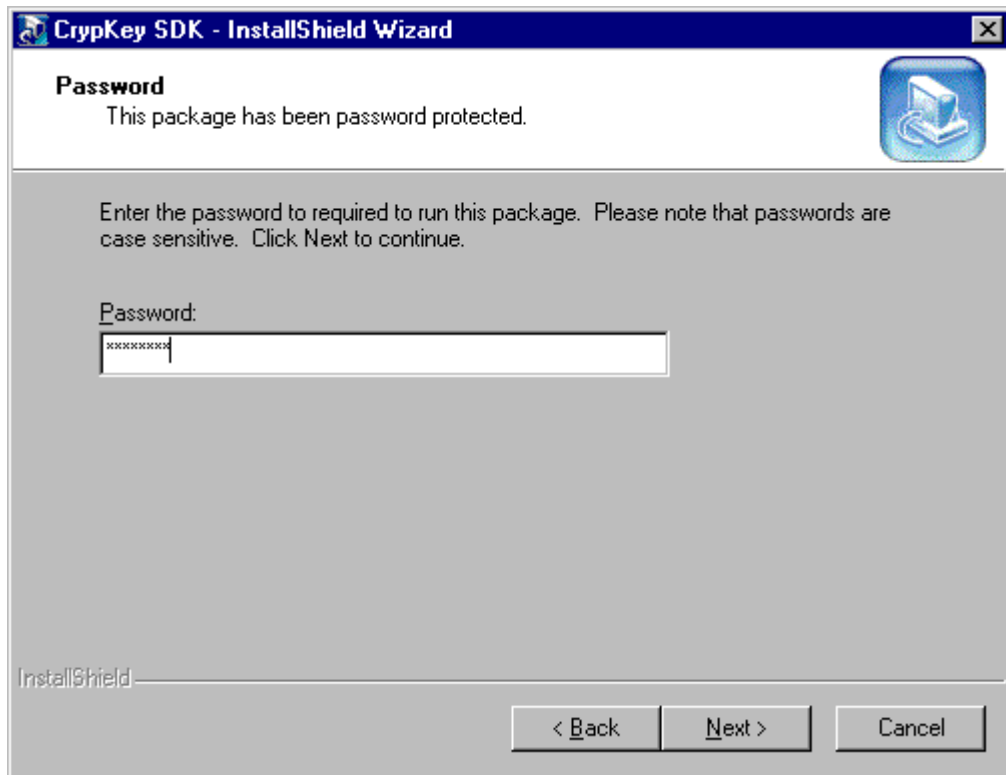 CrypKey SDK - InstallShield Wizard
Password
This package has been password protected.
Enter the password to required to run this package.  Please note that passwords are
case sensitive.  Click Next to continue.
Password:
xxxxxxxx
InstallShield
< Back
Next >
Cancel